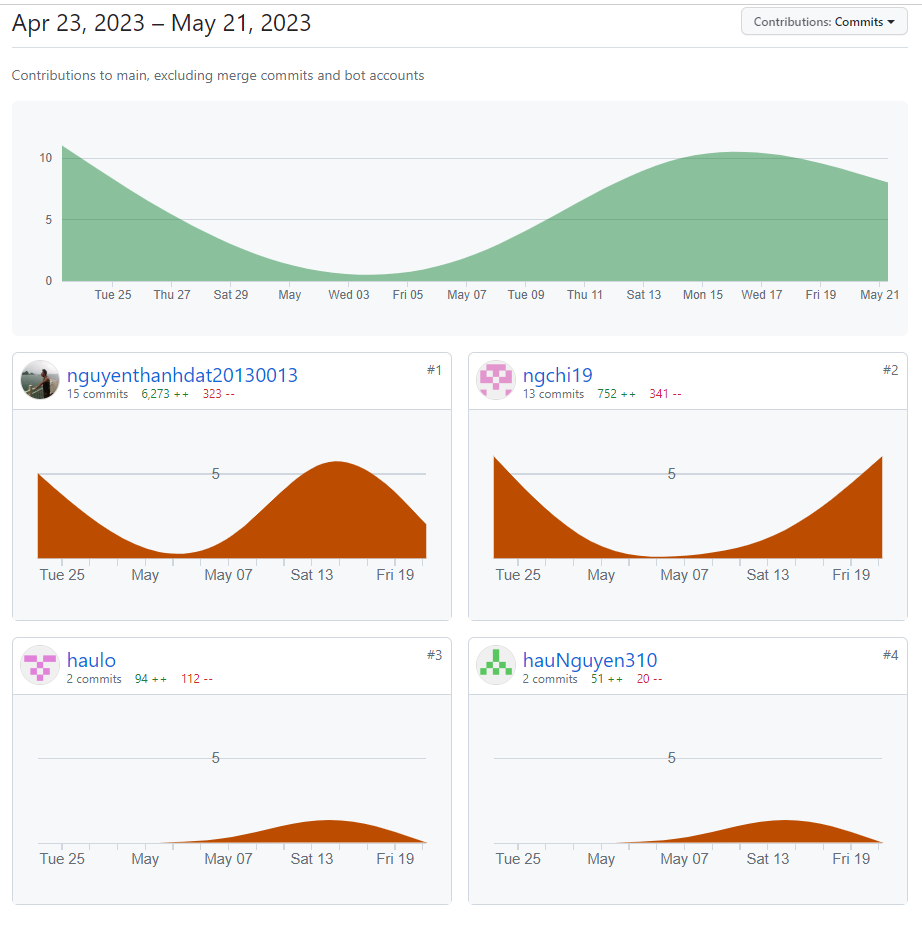 Apr 23, 2023 – May 21, 2023
Contributions: Commits
Contributions to main, excluding merge commits and bot accounts
10
5
0
Tue 25 Thu 27 Sat 29 May Wed 03 Fri 05 May 07 Tue 09 Thu 11 Sat 13 Mon 15 Wed 17 Fri 19 May 21
nguyenthanhdat20130013 #1
15 commits 6,273 ++ 323 --
5
Tue 25 May May 07 Sat 13 Fri 19
ngchi19 #2
13 commits 752 ++ 341 --
5
Tue 25 May May 07 Sat 13 Fri 19
haulo #3
2 commits 94 ++ 112 --
5
Tue 25 May May 07 Sat 13 Fri 19
hauNguyen310 #4
2 commits 51 ++ 20 --
5
Tue 25 May May 07 Sat 13 Fri 19